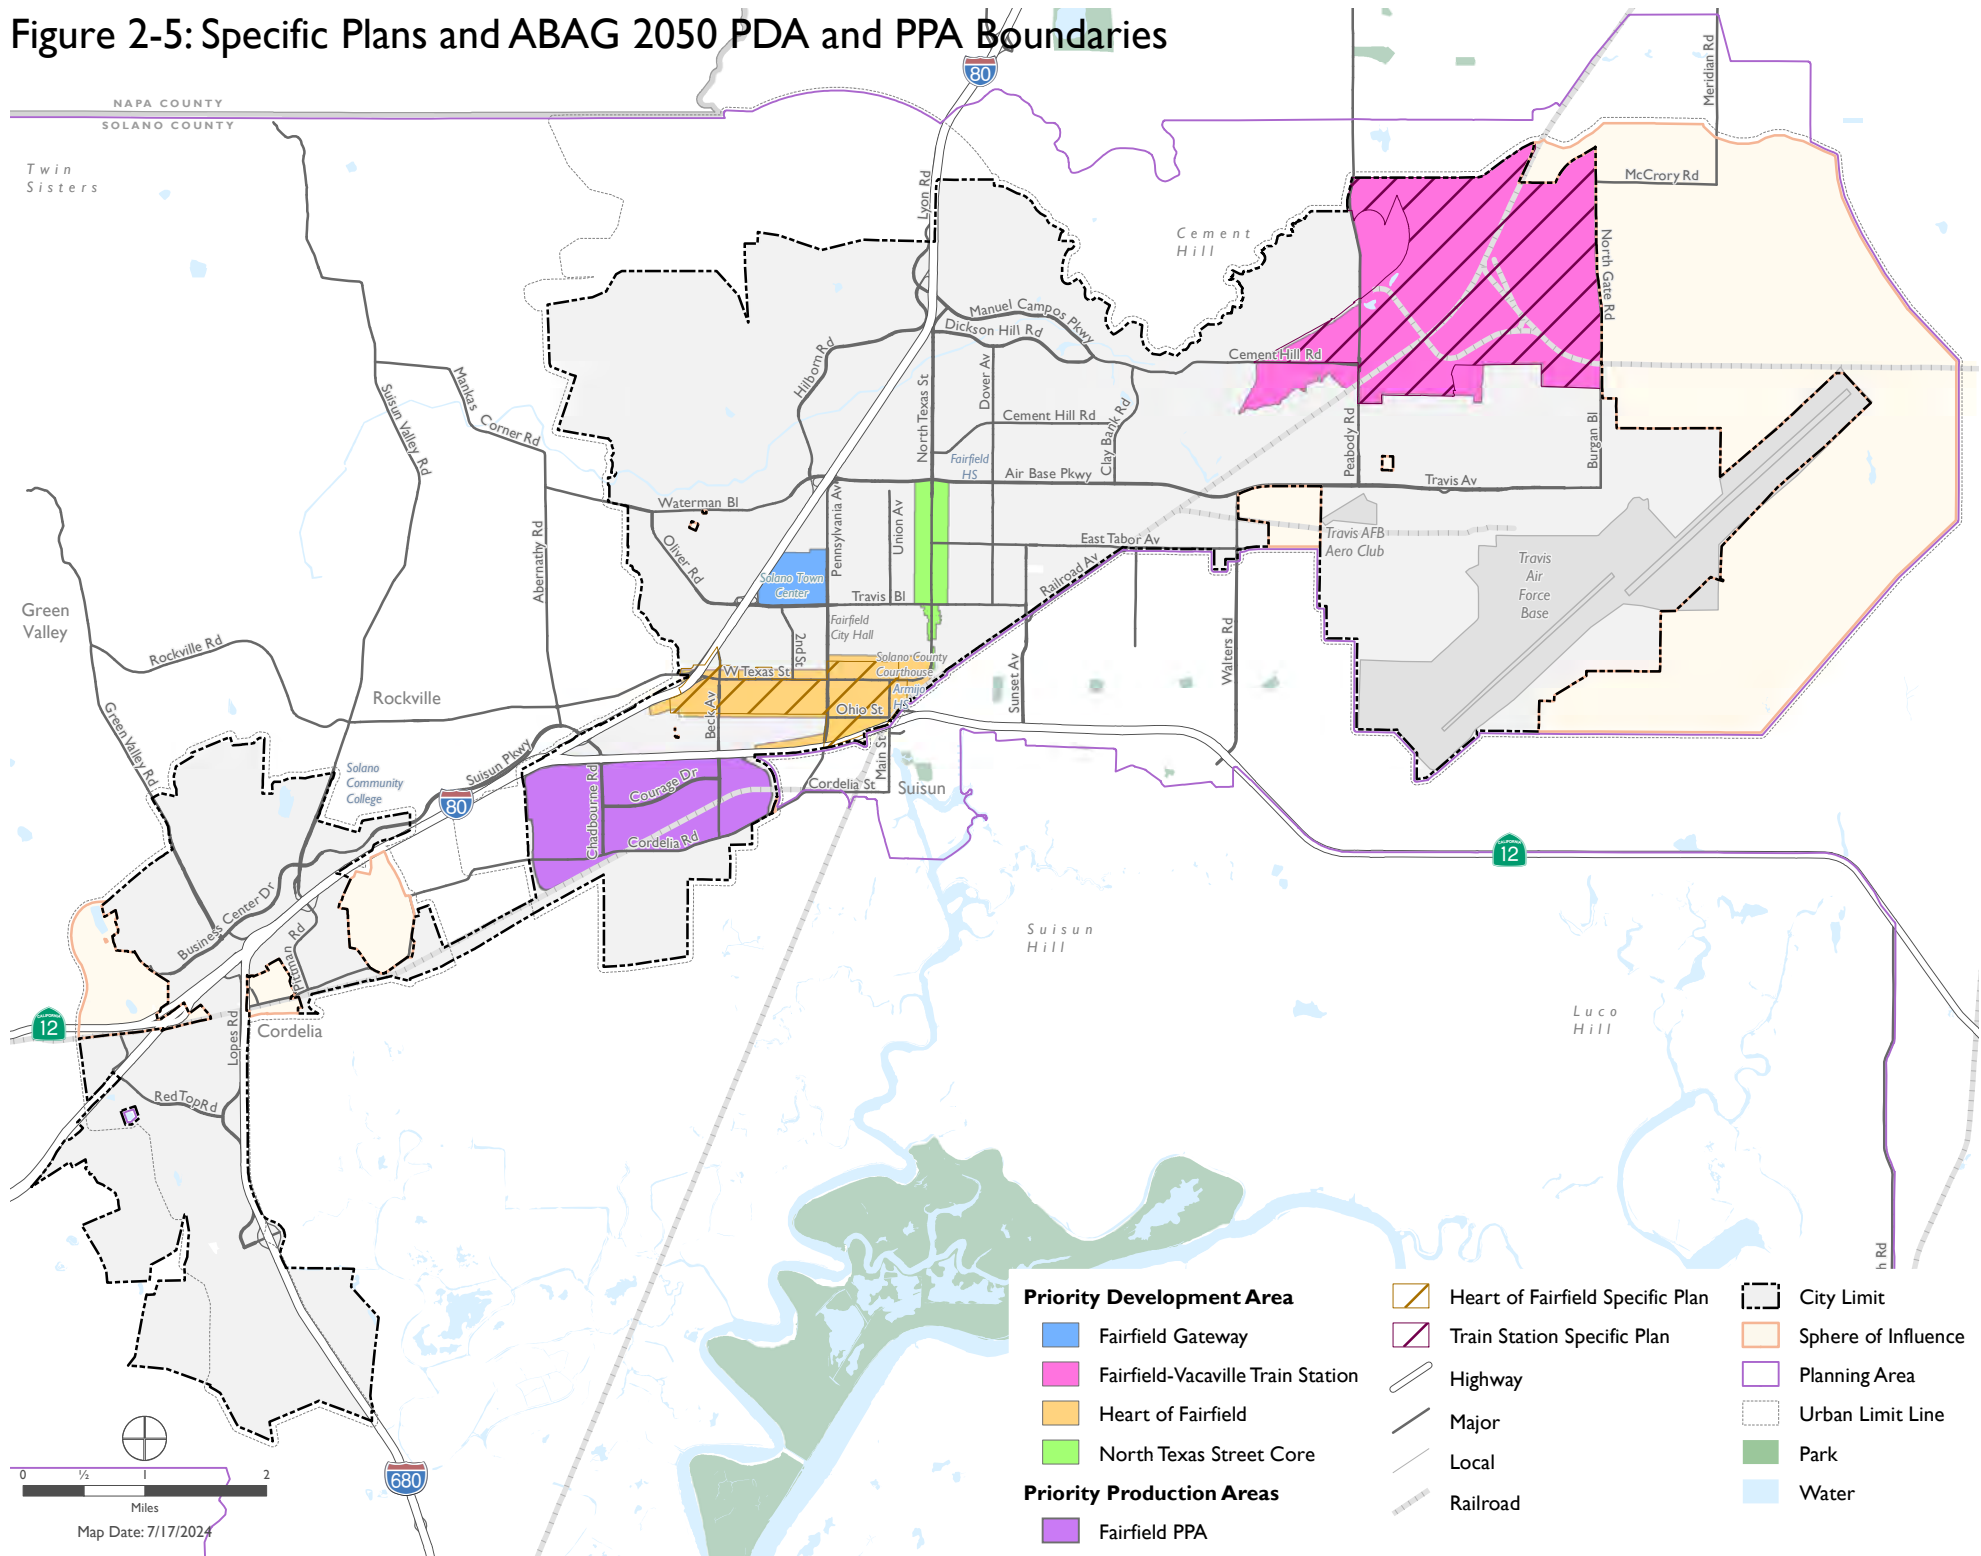 Figure 2-5: Specific Plans and ABAG 2050 PDA and PPA Boundaries
80
Meridian Rd
NAPA COUNTY
SOLANO COUNTY
Twin
Sisters
Lyon Rd
McCrory Rd
Cement
Hill
North Gate Rd
Manuel Campos Pkwy
Dickson Hill Rd
Hilborn Rd
Cement Hill Rd
Dover Av
North Texas St
Mankas Corner Rd
Suisun Valley Rd
Cement Hill Rd
Clay Bank Rd
Peabody Rd
Burgan Bl
Fairfield
HS
Air Base Pkwy
Travis Av
Waterman Bl
Pennsylvania Av
Union Av
Abernathy Rd
Oliver Rd
East Tabor Av
Railroad Av
Travis AFB
Aero Club
Travis
Air
Force
Base
Solano Town
Center
Travis Bl
Green
Valley
Fairfield
City Hall
2nd St
Walters Rd
Rockville Rd
Solano County
Courthouse
W Texas St
Armijo
HS
Sunset Av
Rockville
Beck Av
Ohio St
Green Valley Rd
Main St
Suisun Pkwy
Solano
Community
College
Chadbourne Rd
Courage Dr
Cordelia St
Suisun
80
Cordelia Rd
12
Business Center Dr
Pittman Rd
Suisun
Hill
Luco
Hill
12
Lopes Rd
Cordelia
Red Top Rd
h Rd
Priority Development Area
Fairfield Gateway
Fairfield-Vacaville Train Station
Heart of Fairfield
North Texas Street Core
Priority Production Areas
Fairfield PPA
Heart of Fairfield Specific Plan
Train Station Specific Plan
Highway
Major
Local
Railroad
City Limit
Sphere of Influence
Planning Area
Urban Limit Line
Park
Water
680
0 ½ 1 2
Miles
Map Date: 7/17/2024